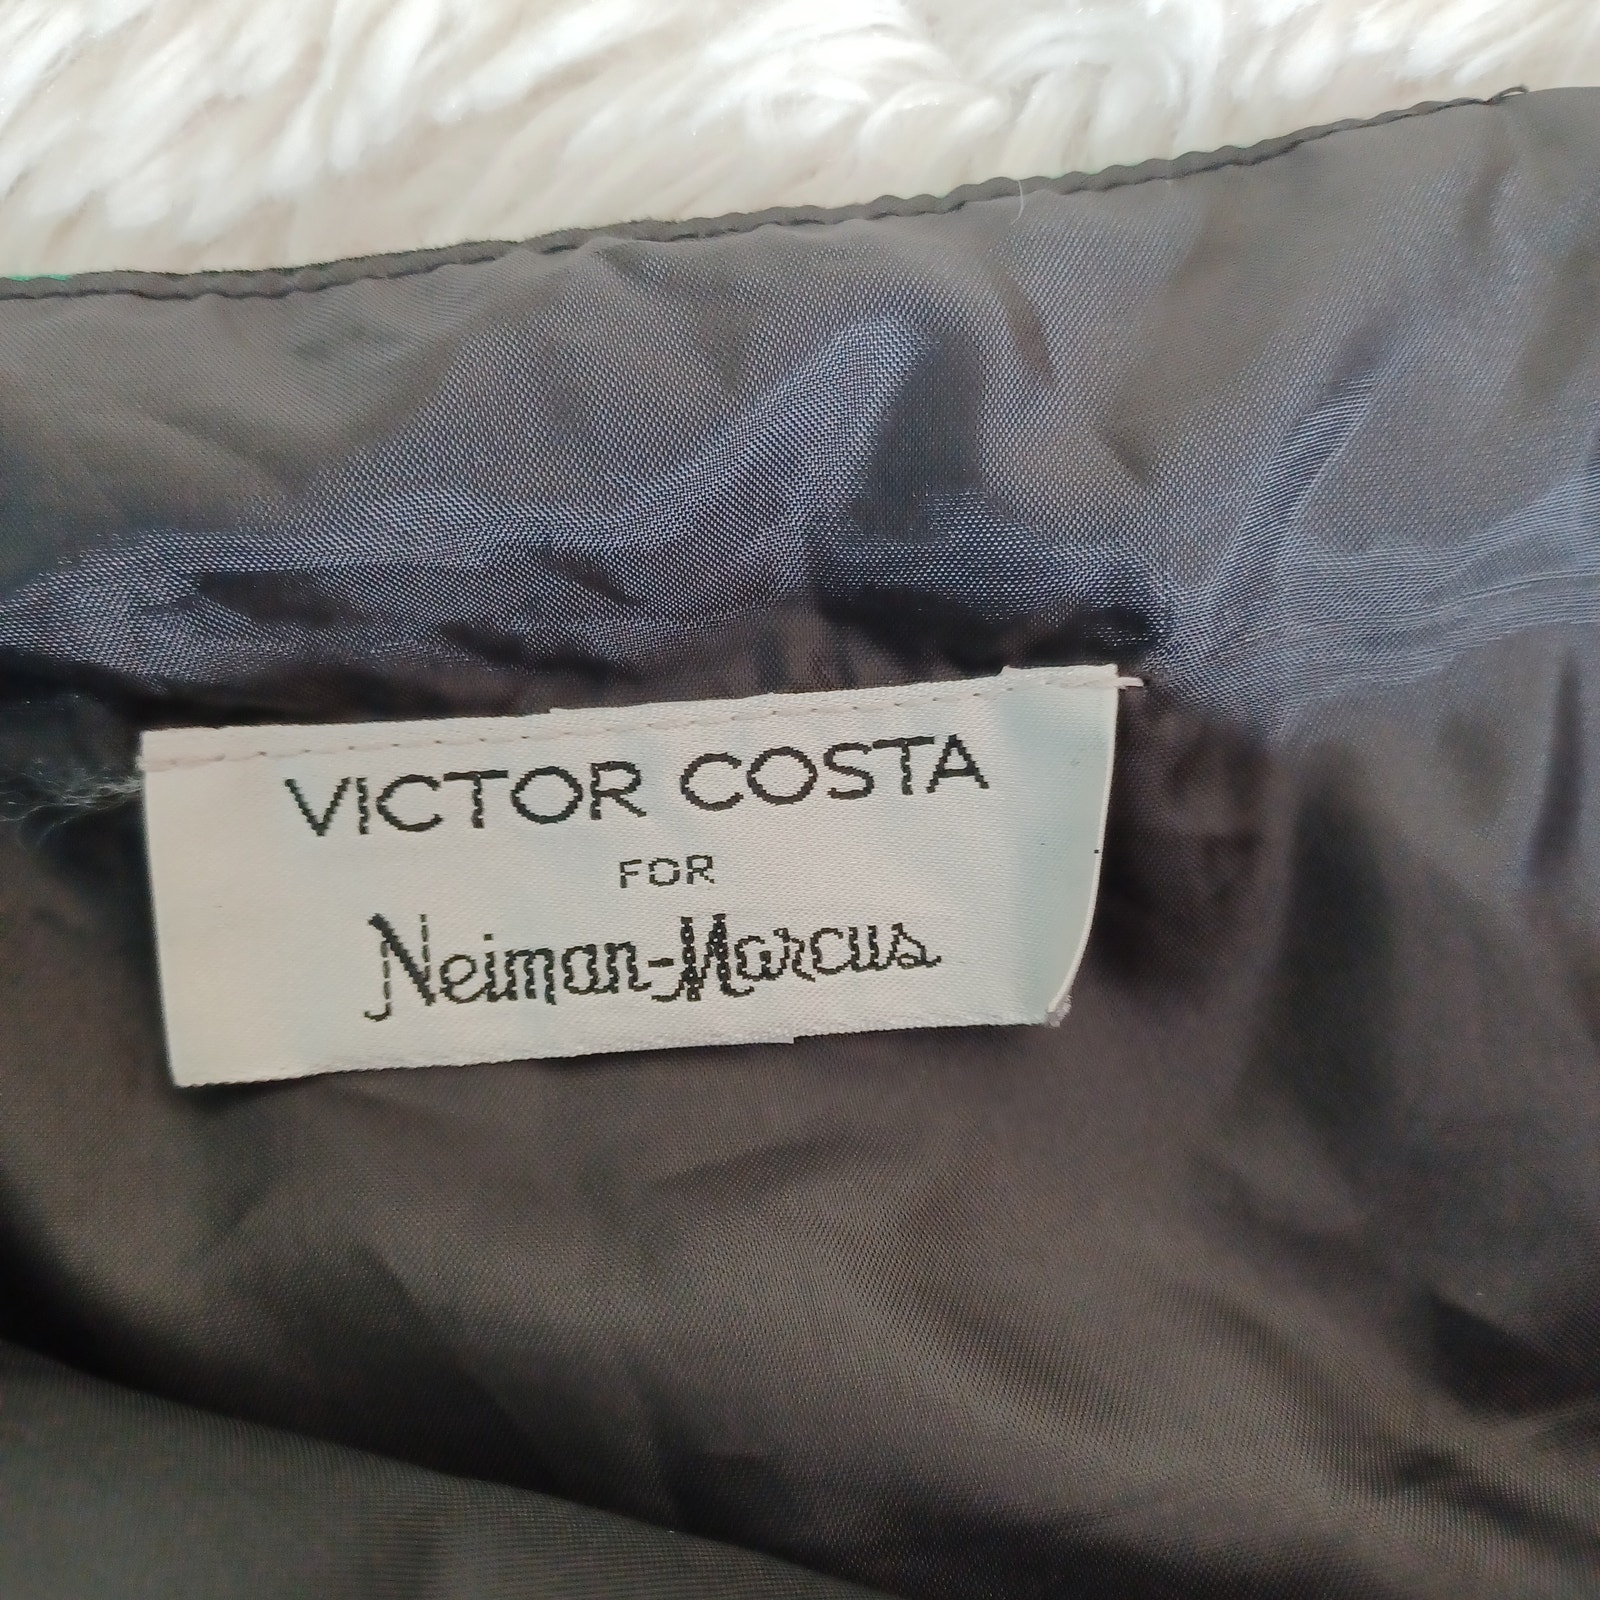 VICTOR COSTA
FOR
Neiman-Marcus